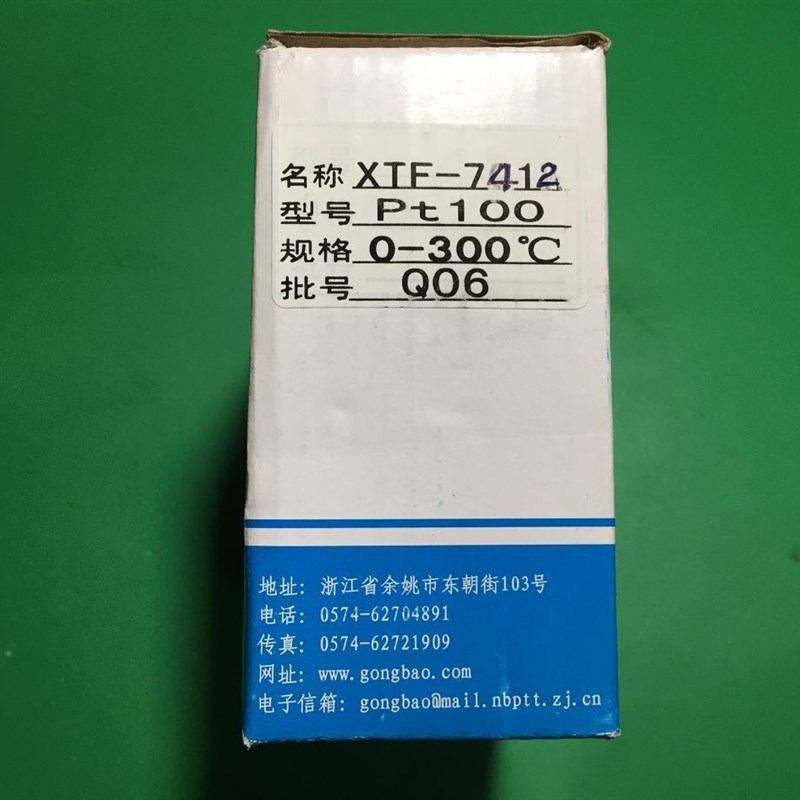 名称 XTF-7412
型号 Pt100
规格 0-300℃
批号 Q06
地址: 浙江省余姚市东朝街103号
电话: 0574-62704891
传真: 0574-62721909
网址: www.gongbao.com
电子信箱: gongbao@mail.nbptt.zj.cn